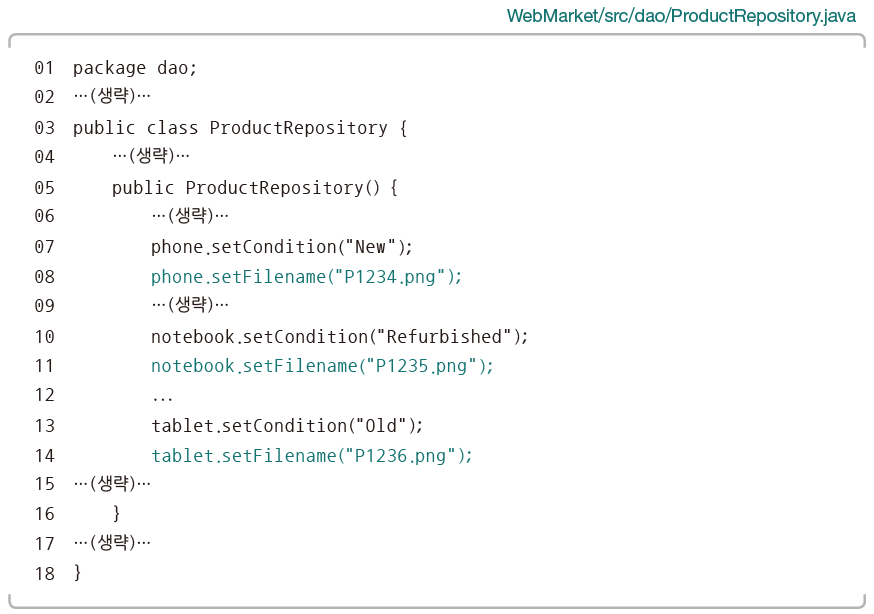 WebMarket/src/dao/ProductRepository.java
01 package dao;
02 …(생략)…
03 public class ProductRepository {
04 …(생략)…
05 public ProductRepository() {
06 …(생략)…
07 phone.setCondition("New");
08 phone.setFilename("P1234.png");
09 …(생략)…
10 notebook.setCondition("Refurbished");
11 notebook.setFilename("P1235.png");
12 ...
13 tablet.setCondition("Old");
14 tablet.setFilename("P1236.png");
15 …(생략)…
16 }
17 …(생략)…
18 }